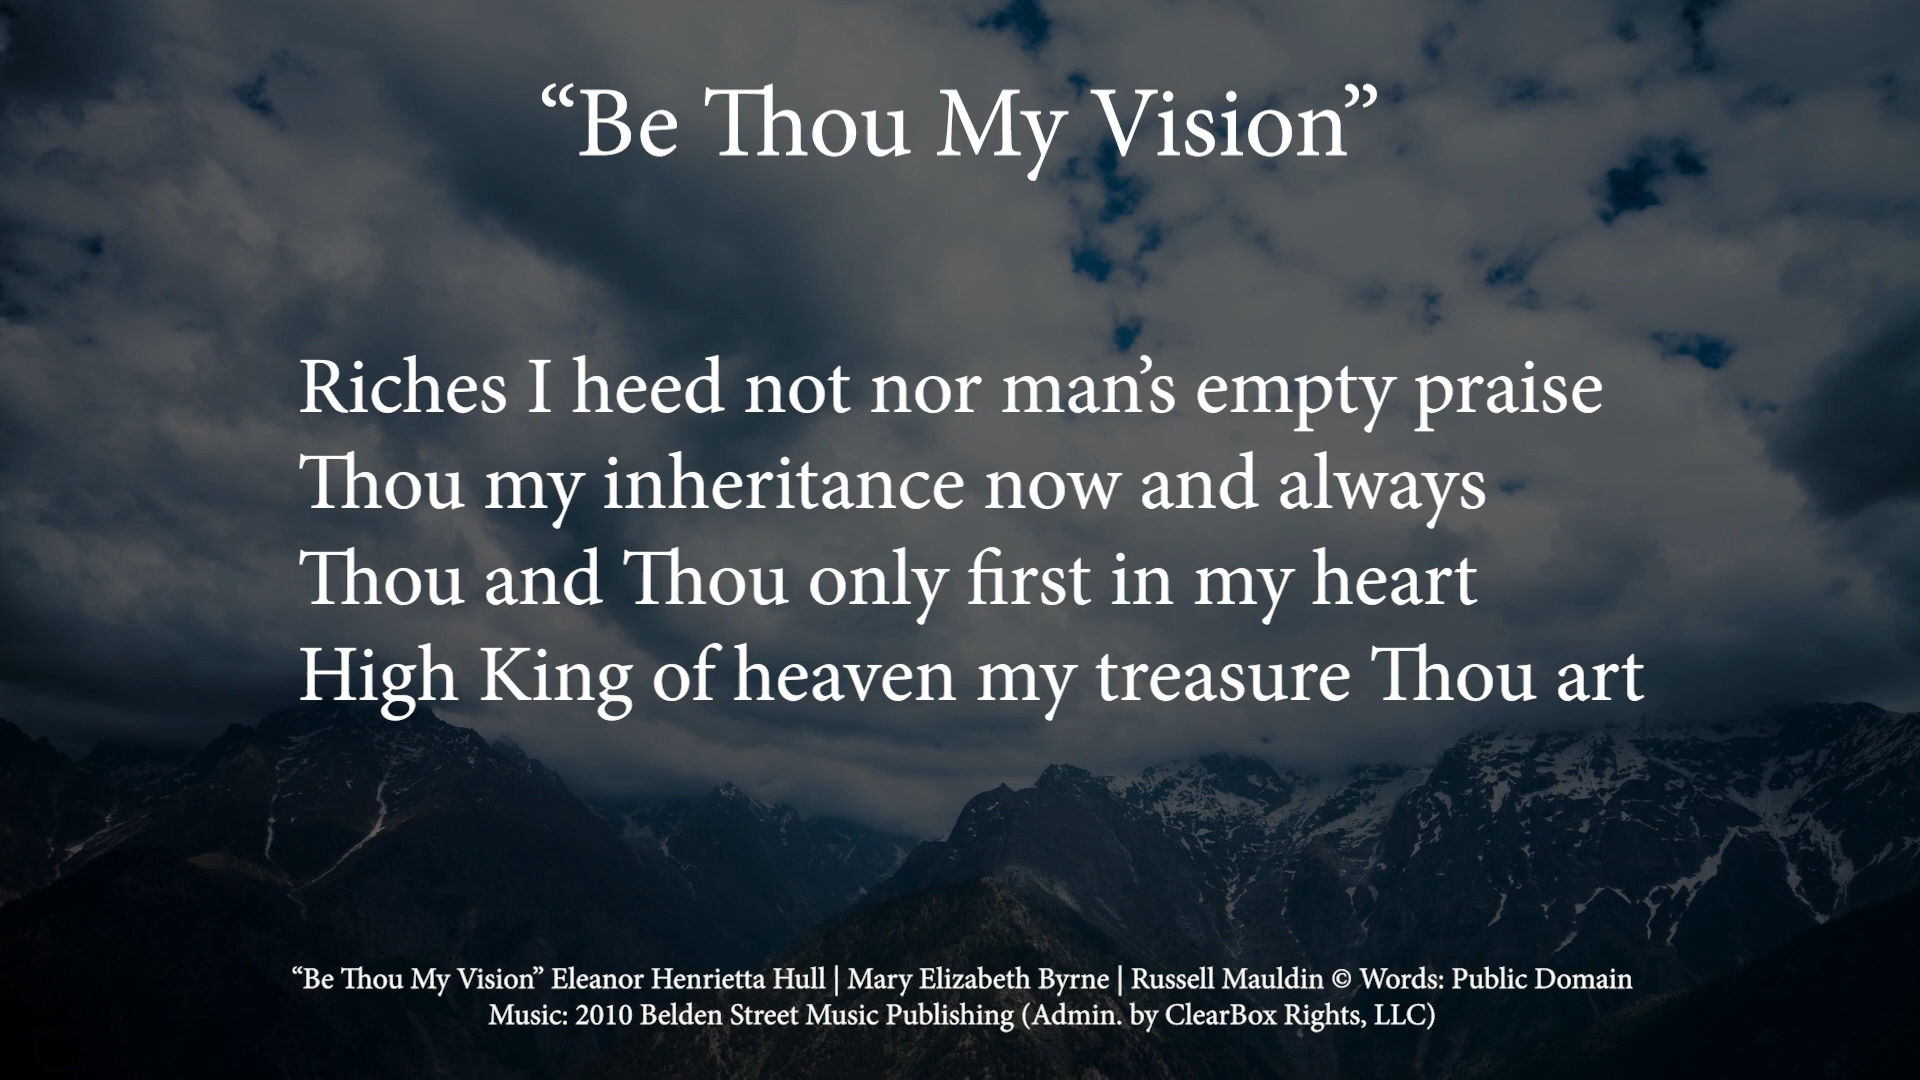 “Be Thou My Vision”
Riches I heed not nor man’s empty praise
Thou my inheritance now and always
Thou and Thou only first in my heart
High King of heaven my treasure Thou art
“Be Thou My Vision” Eleanor Henrietta Hull | Mary Elizabeth Byrne | Russell Mauldin © Words: Public Domain
Music: 2010 Belden Street Music Publishing (Admin. by ClearBox Rights, LLC)